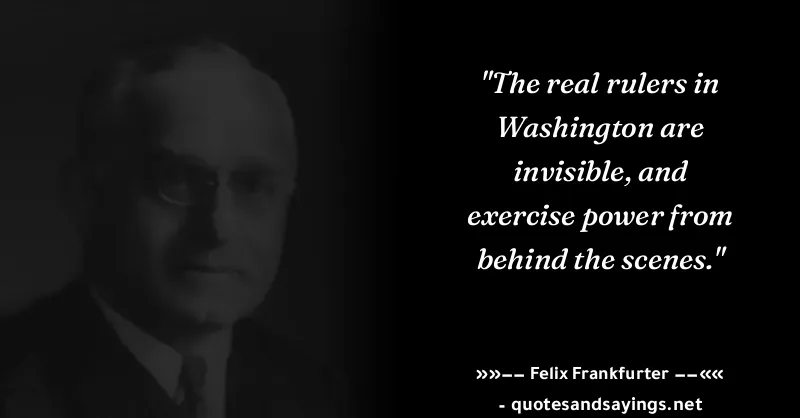 "The real rulers in
Washington are
invisible, and
exercise power from
behind the scenes."
»»–– Felix Frankfurter ––««
- quotesandsayings.net